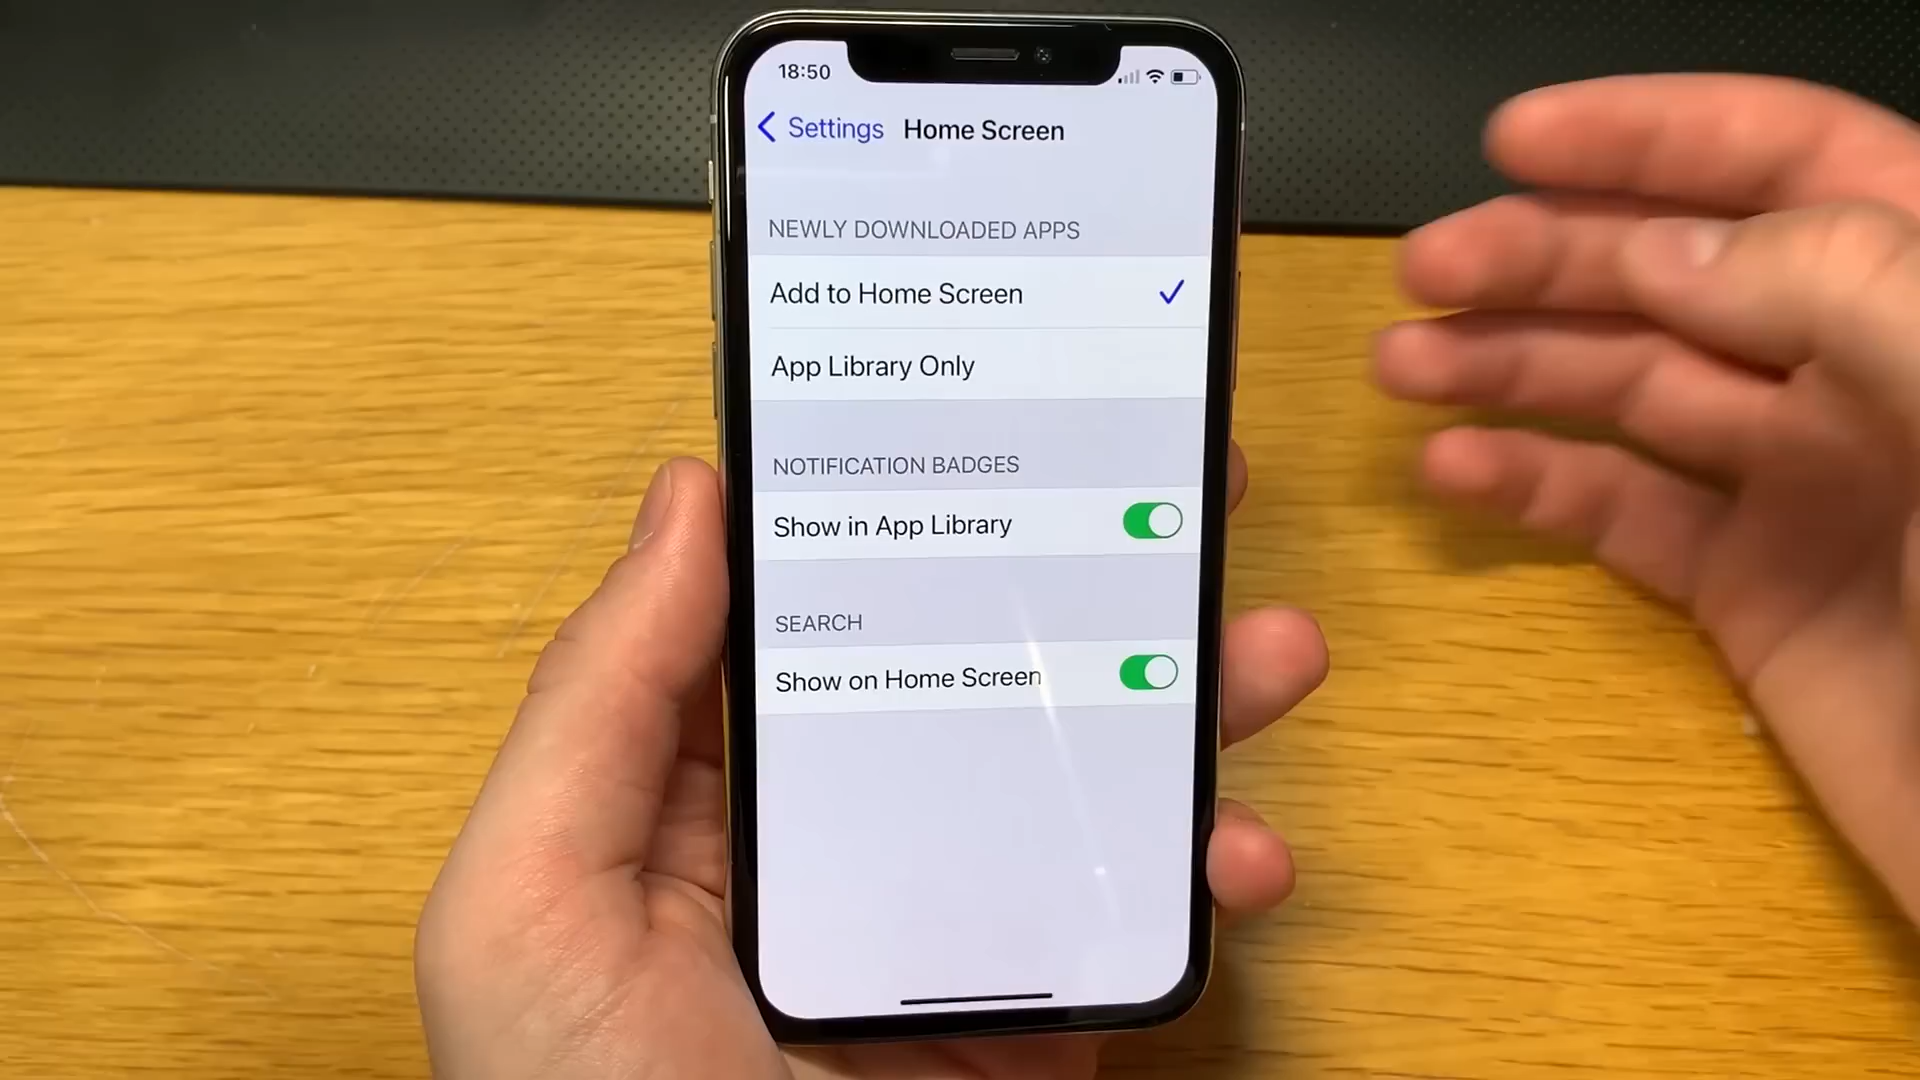 18:50
Settings Home Screen
NEWLY DOWNLOADED APPS
Add to Home Screen
App Library Only
NOTIFICATION BADGES
Show in App Library
SEARCH
Show on Home Screen